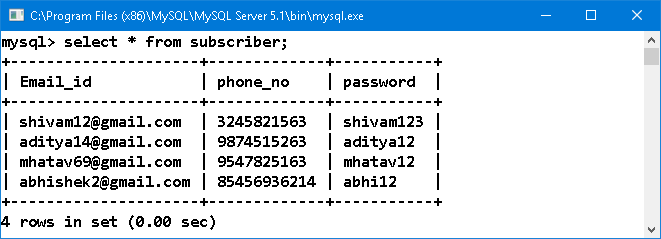 C:\Program Files (x86)\MySQL\MySQL Server 5.1\bin\mysql.exe
mysql> select * from subscriber;
+--------------------+-------------+-----------+
| Email_id           | phone_no    | password  |
+--------------------+-------------+-----------+
| shivam12@gmail.com | 3245821563  | shivam123 |
| aditya14@gmail.com | 9874515263  | aditya12  |
| mhatav69@gmail.com | 9547825163  | mhatav12  |
| abhishek2@gmail.com | 85456936214 | abhi12    |
+--------------------+-------------+-----------+
4 rows in set (0.00 sec)